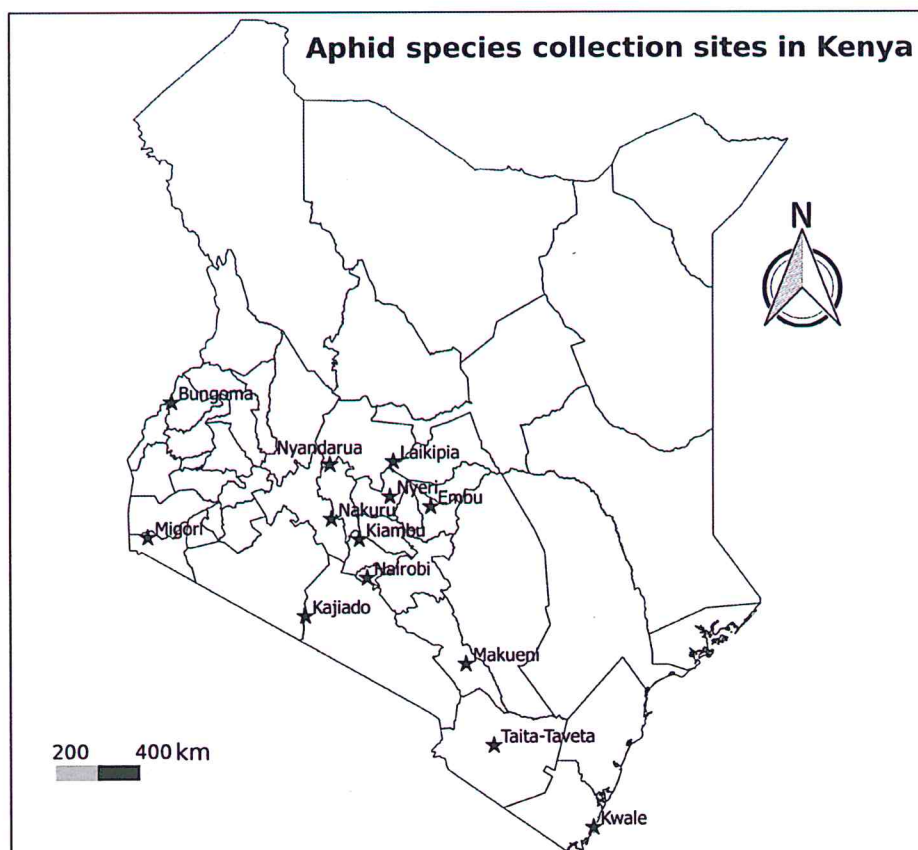 Aphid species collection sites in Kenya
N
Bungoma
Nyandarua
Laikipia
Nyeri
Embu
Nakuru
Migori
Kiambu
Nairobi
Kajiado
Makueni
Taita-Taveta
200 400 km
Kwale